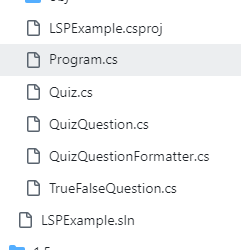 LSPExample.csproj
Program.cs
Quiz.cs
QuizQuestion.cs
QuizQuestionFormatter.cs
TrueFalseQuestion.cs
LSPExample.sln